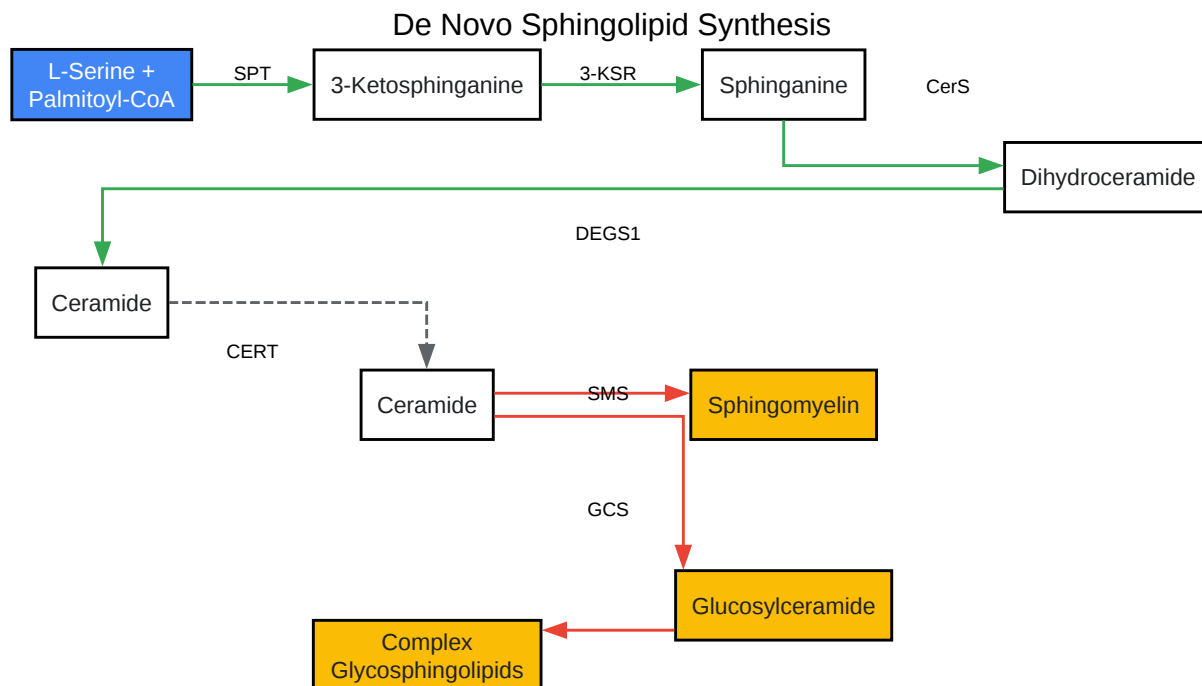 De Novo Sphingolipid Synthesis
L-Serine +
Palmitoyl-CoA
SPT
3-Ketosphinganine
3-KSR
Sphinganine
CerS
Dihydroceramide
DEGS1
Ceramide
CERT
Ceramide
SMS
Sphingomyelin
GCS
Glucosylceramide
Complex
Glycosphingolipids